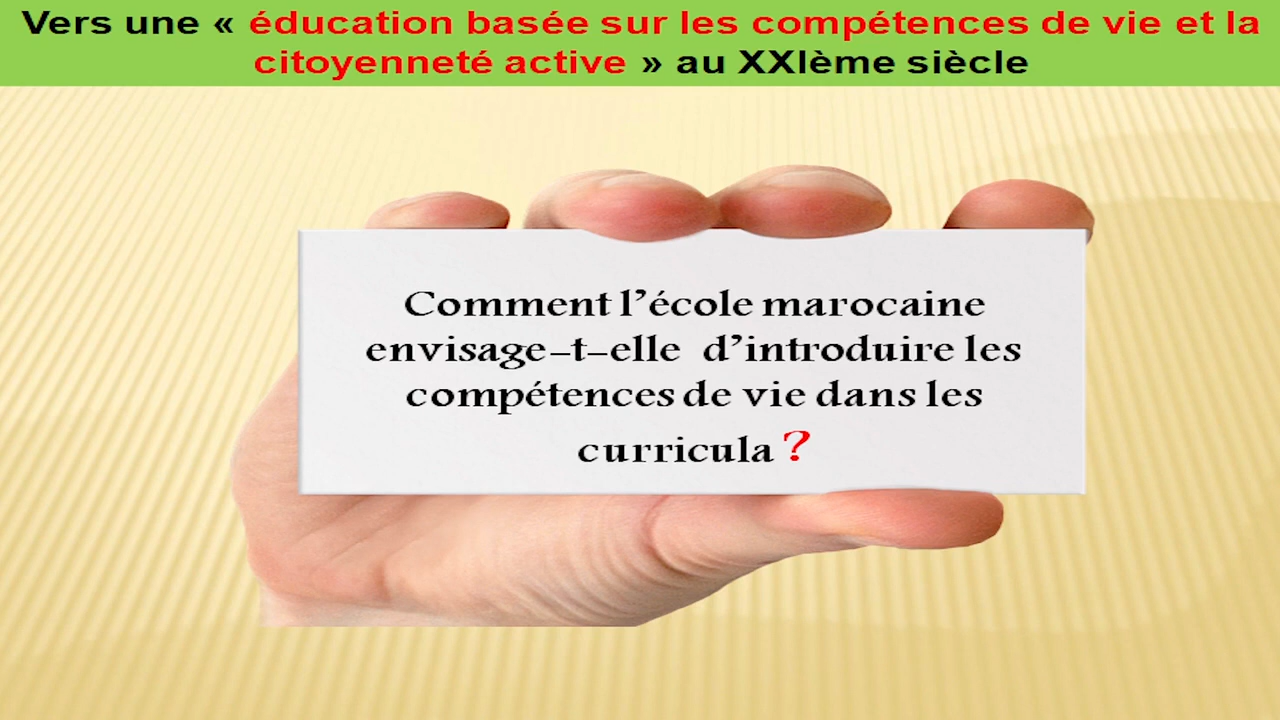 Vers une « éducation basée sur les compétences de vie et la
citoyenneté active » au XXIème siècle
Comment l’école marocaine
envisage-t-elle d’introduire les
compétences de vie dans les
curricula ?